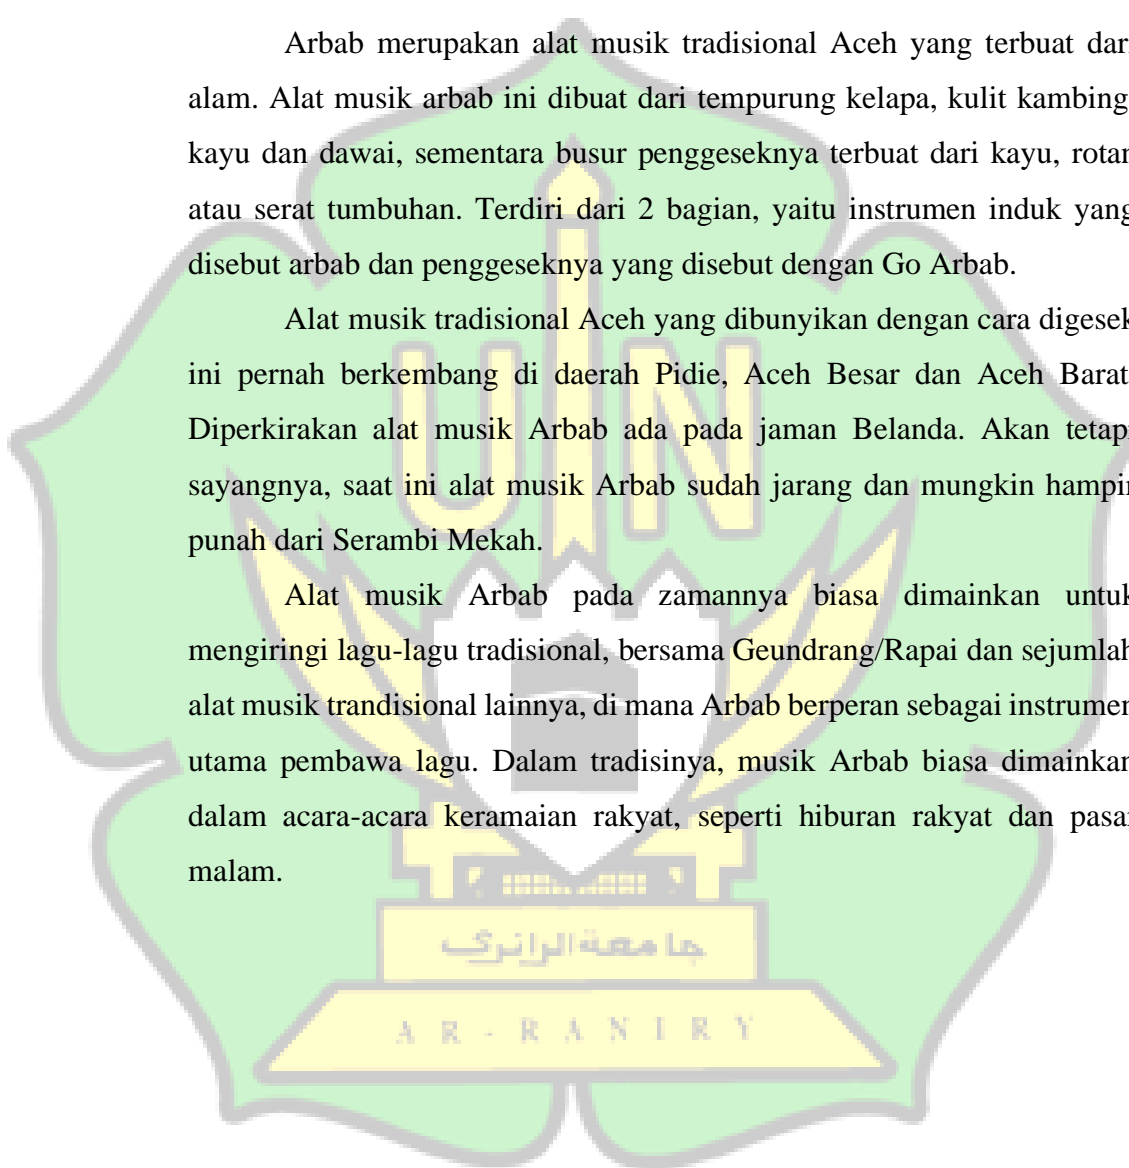 Arbab merupakan alat musik tradisional Aceh yang terbuat dari
alam. Alat musik arbab ini dibuat dari tempurung kelapa, kulit kambing
kayu dan dawai, sementara busur penggeseknya terbuat dari kayu, rotan
atau serat tumbuhan. Terdiri dari 2 bagian, yaitu instrumen induk yang
disebut arbab dan penggeseknya yang disebut dengan Go Arbab.
Alat musik tradisional Aceh yang dibunyikan dengan cara digesek
ini pernah berkembang di daerah Pidie, Aceh Besar dan Aceh Barat.
Diperkirakan alat musik Arbab ada pada jaman Belanda. Akan tetapi
sayangnya, saat ini alat musik Arbab sudah jarang dan mungkin hampir
punah dari Serambi Mekah.
Alat musik Arbab pada zamannya biasa dimainkan untuk
mengiringi lagu-lagu tradisional, bersama Geundrang/Rapai dan sejumlah
alat musik trandisional lainnya, di mana Arbab berperan sebagai instrumen
utama pembawa lagu. Dalam tradisinya, musik Arbab biasa dimainkan
dalam acara-acara keramaian rakyat, seperti hiburan rakyat dan pasar
malam.
UIN
جامعة الرانري
AR-RANIRY